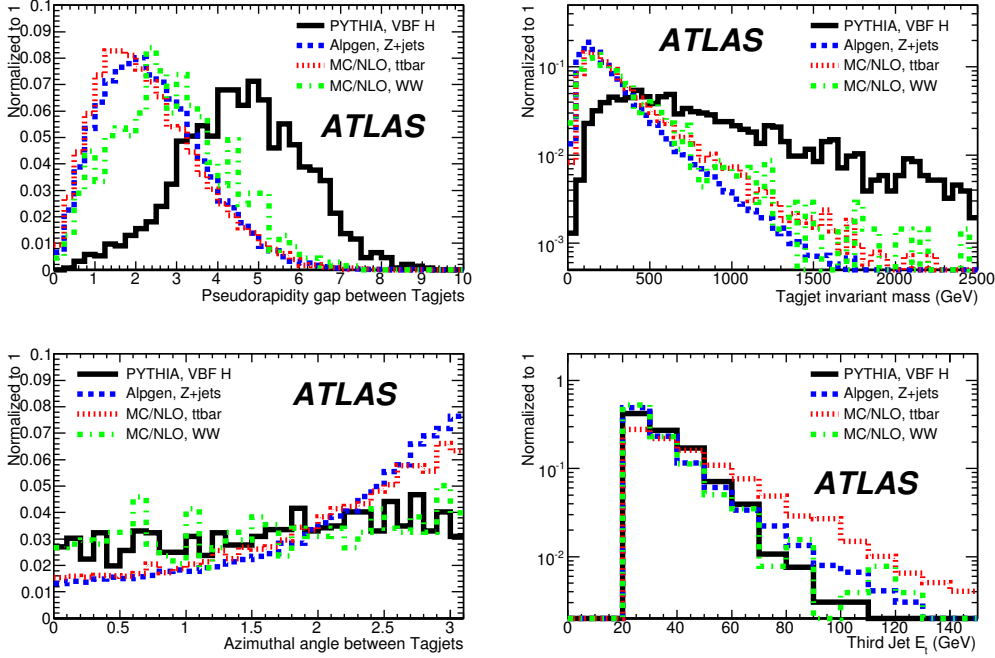 Normalized to 1
0.1
0.09
0.08
0.07
0.06
0.05
0.04
0.03
0.02
0.01
0
PYTHIA, VBF H
Alpgen, Z+jets
MC/NLO, ttbar
MC/NLO, WW
ATLAS
0 1 2 3 4 5 6 7 8 9 10
Pseudorapidity gap between Tagjets
Normalized to 1
10-1
10-2
10-3
ATLAS
PYTHIA, VBF H
Alpgen, Z+jets
MC/NLO, ttbar
MC/NLO, WW
0 500 1000 1500 2000 2500
Tagjet invariant mass (GeV)
Normalized to 1
0.1
0.09
0.08
0.07
0.06
0.05
0.04
0.03
0.02
0.01
0
PYTHIA, VBF H
Alpgen, Z+jets
MC/NLO, ttbar
MC/NLO, WW
ATLAS
0 0.5 1 1.5 2 2.5 3
Azimuthal angle between Tagjets
Normalized to 1
1
10-1
10-2
PYTHIA, VBF H
Alpgen, Z+jets
MC/NLO, ttbar
MC/NLO, WW
ATLAS
0 20 40 60 80 100 120 140
Third Jet Et (GeV)